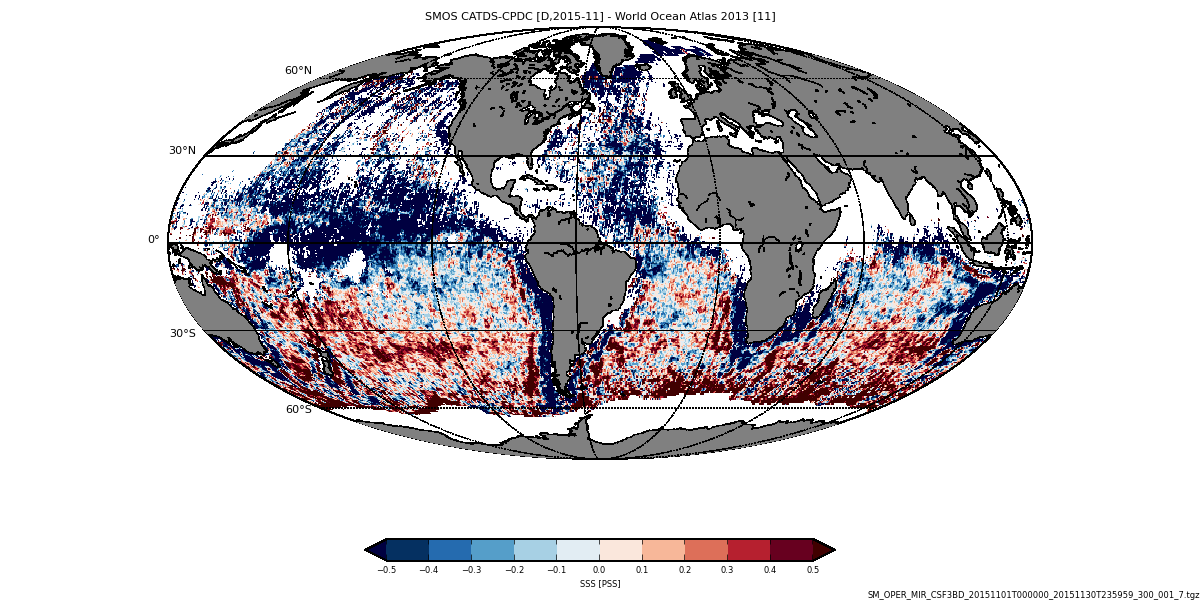 SMOS CATDS-CPDC [D,2015-11] - World Ocean Atlas 2013 [11]
60°N
30°N
0°
30°S
60°S
−0.5 −0.4 −0.3 −0.2 −0.1 0.0 0.1 0.2 0.3 0.4 0.5
SSS [PSS]
SM_OPER_MIR_CSF3BD_20151101T000000_20151130T235959_300_001_7.tgz